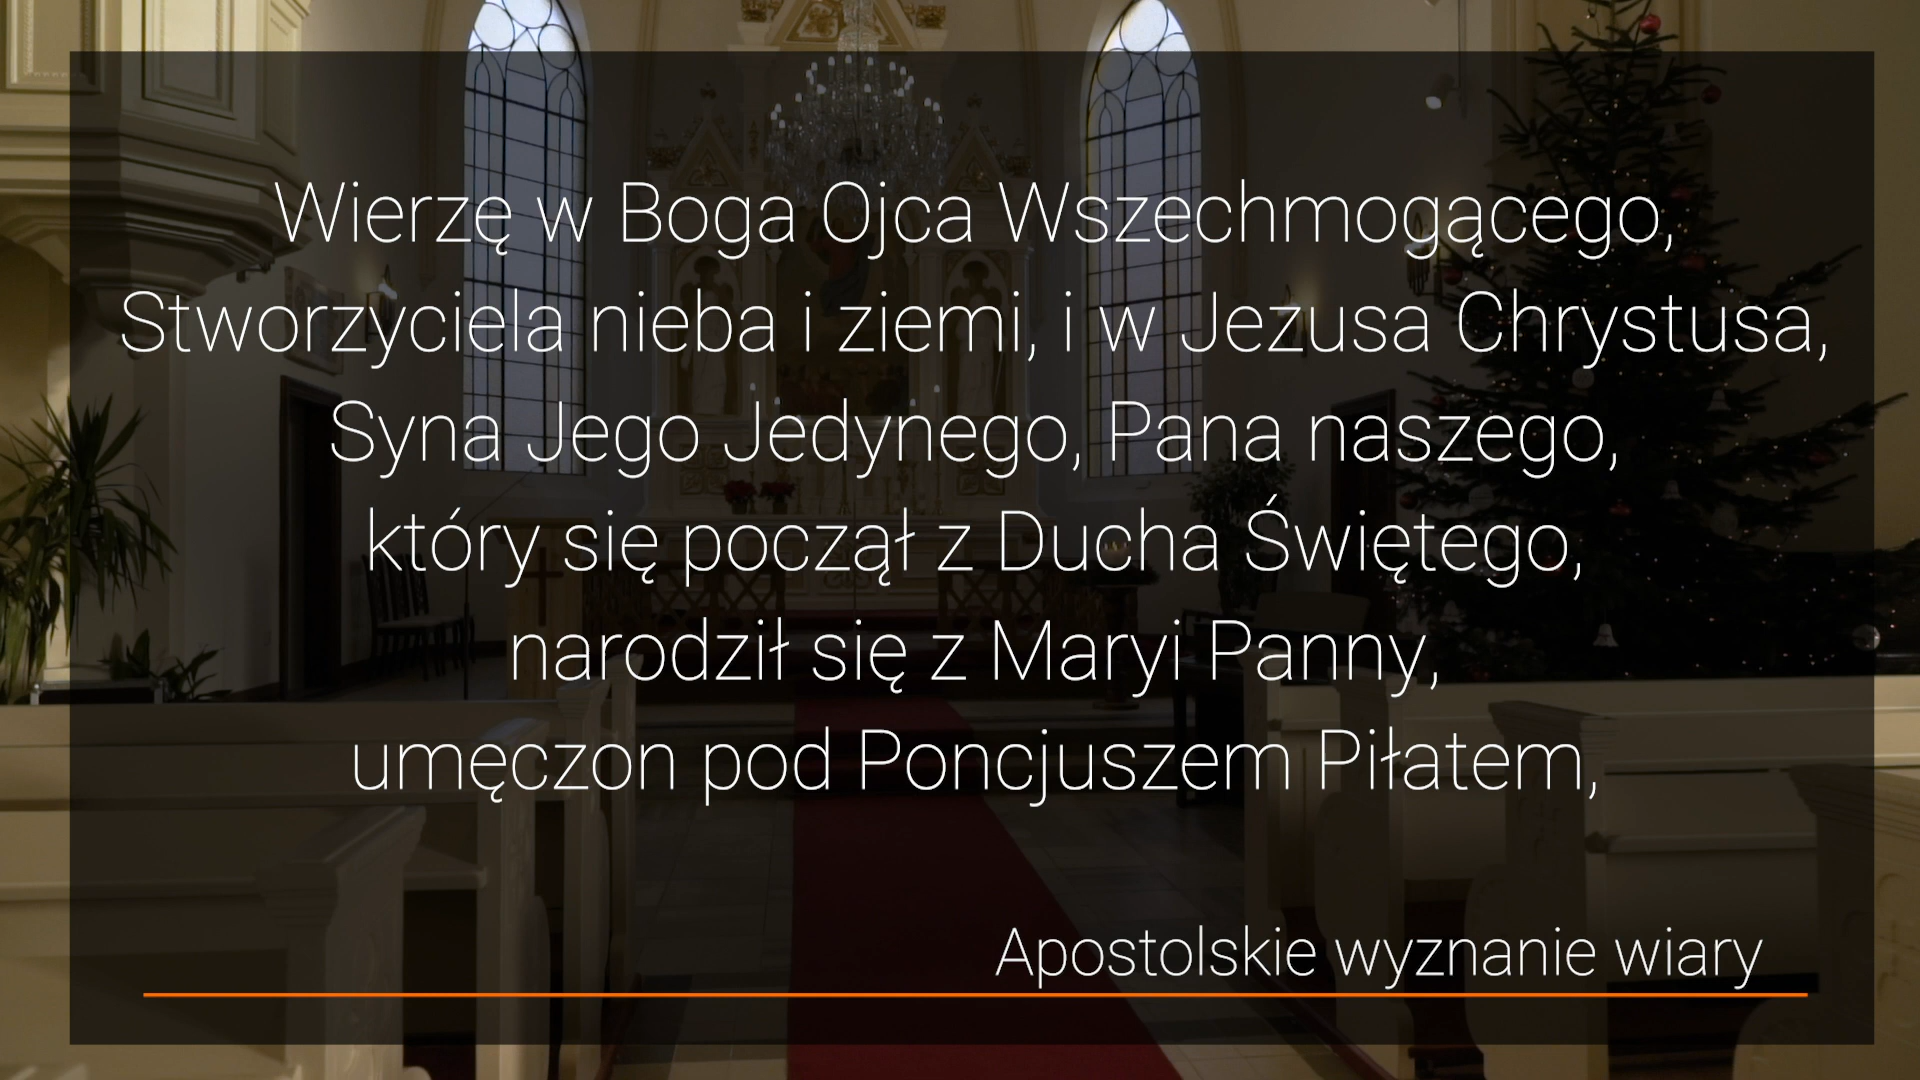 Wierzę w Boga Ojca Wszechmogącego,
Stworzyciela nieba i ziemi, i w Jezusa Chrystusa,
Syna Jego Jedynego, Pana naszego,
który się począł z Ducha Świętego,
narodził się z Maryi Panny,
umęczon pod Poncjuszem Piłatem,
Apostolskie wyznanie wiary